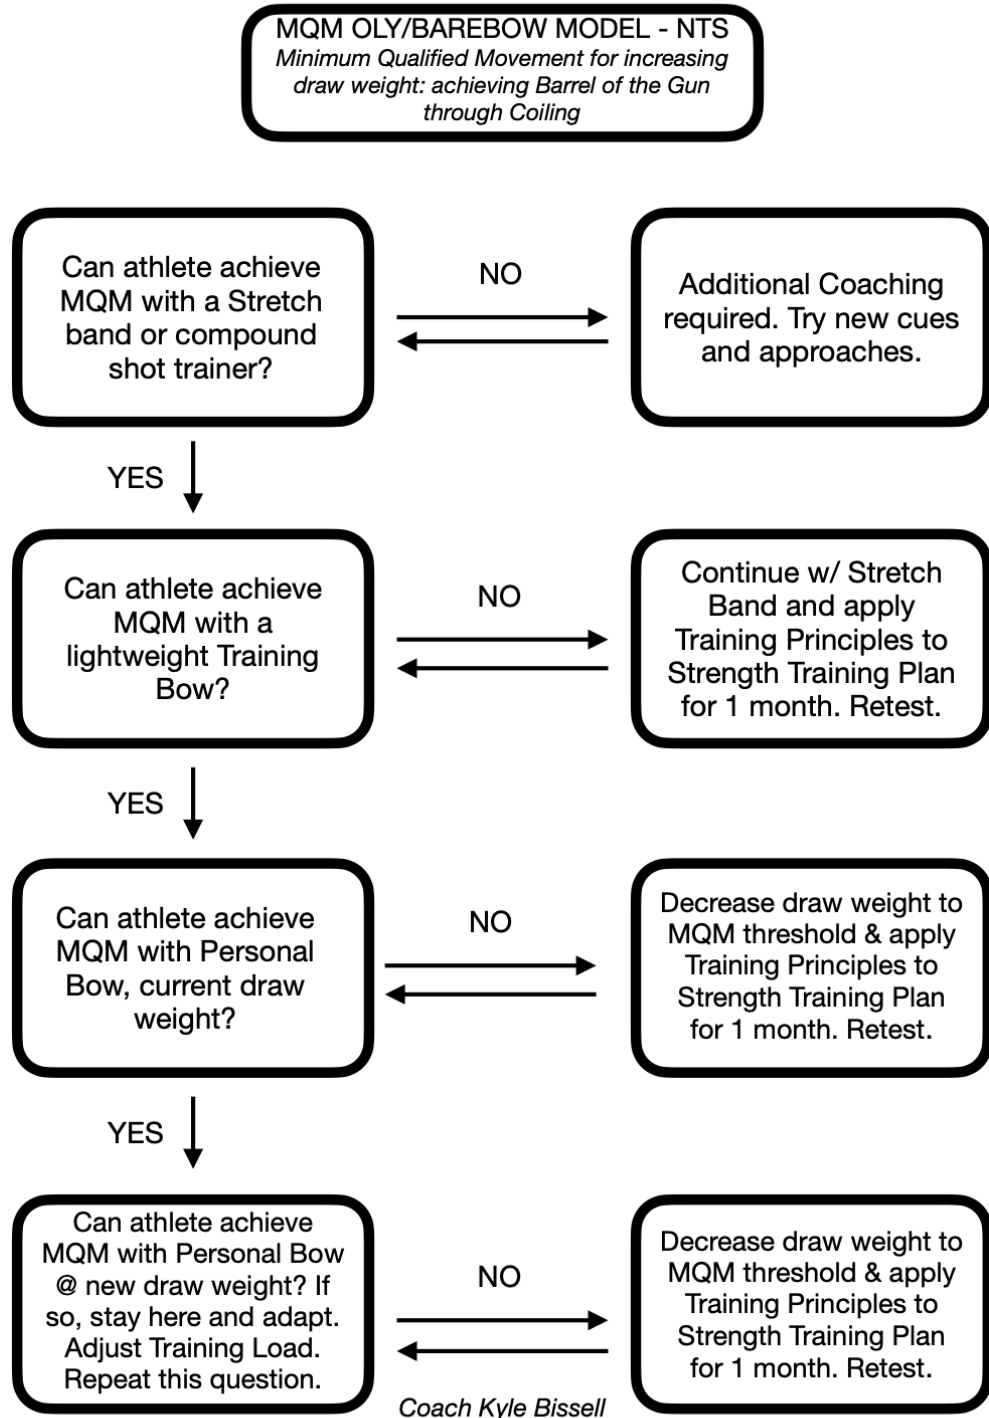 MQM OLY/BAREBOW MODEL - NTS
Minimum Qualified Movement for increasing
draw weight: achieving Barrel of the Gun
through Coiling
Can athlete achieve
MQM with a Stretch
band or compound
shot trainer?
NO
Additional Coaching
required. Try new cues
and approaches.
YES
Can athlete achieve
MQM with a
lightweight Training
Bow?
NO
Continue w/ Stretch
Band and apply
Training Principles to
Strength Training Plan
for 1 month. Retest.
YES
Can athlete achieve
MQM with Personal
Bow, current draw
weight?
NO
Decrease draw weight to
MQM threshold & apply
Training Principles to
Strength Training Plan
for 1 month. Retest.
YES
Can athlete achieve
MQM with Personal Bow
@ new draw weight? If
so, stay here and adapt.
Adjust Training Load.
Repeat this question.
NO
Decrease draw weight to
MQM threshold & apply
Training Principles to
Strength Training Plan
for 1 month. Retest.
Coach Kyle Bissell